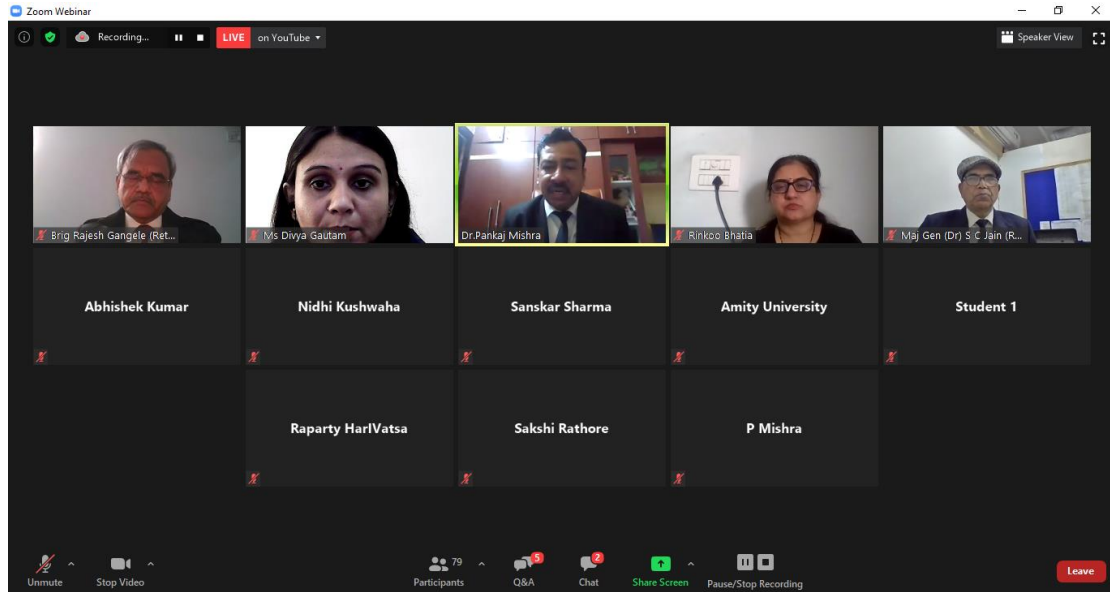 Zoom Webinar
Recording... LIVE on YouTube Speaker View
Brig Rajesh Gangele (Ret... Ms Divya Gautam Dr.Pankaj Mishra Rinkoo Bhatia Maj Gen (Dr) S C Jain (R...
Abhishek Kumar Nidhi Kushwaha Sanskar Sharma Amity University Student 1
Raparty HarIVatsa Sakshi Rathore P Mishra
79 5 2
Unmute Stop Video Participants Q&A Chat Share Screen Pause/Stop Recording Leave